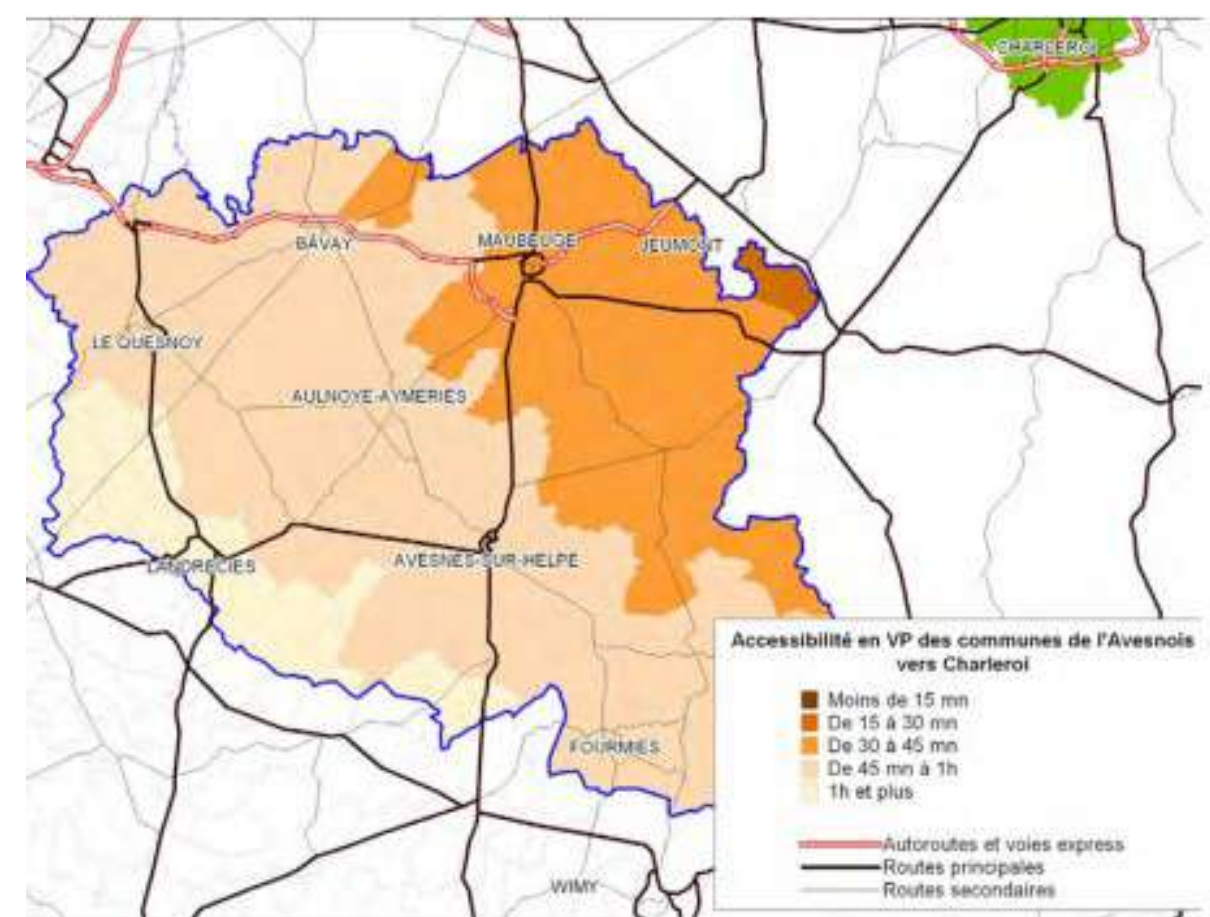 CHARLEROI
BAVAY
MAUBEUGE
JEUMONT
LE QUESNOY
AULNOYE-AYMERIES
LANDRECIES
AVESNES-SUR-HELPE
FOURMIES
WIMY
Accessibilité en VP des communes de l'Avesnois
vers Charleroi
Moins de 15 mn
De 15 à 30 mn
De 30 à 45 mn
De 45 mn à 1h
1h et plus
Autoroutes et voies express
Routes principales
Routes secondaires